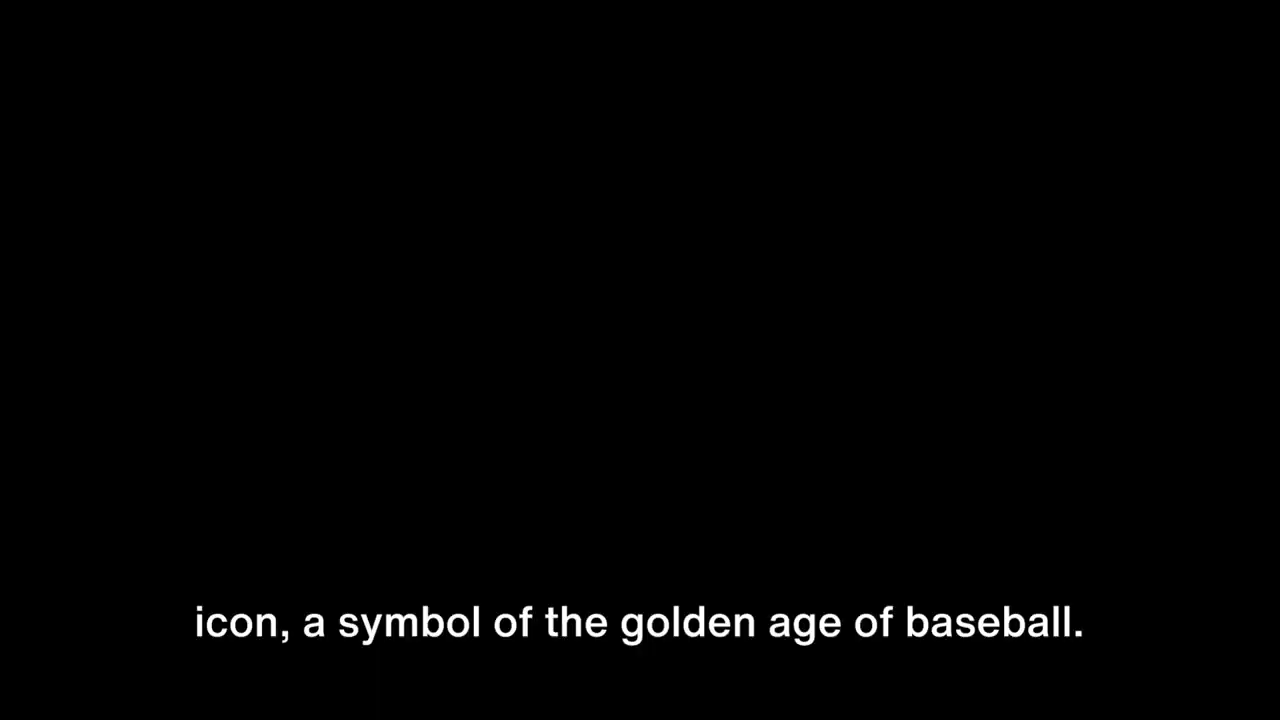 icon, a symbol of the golden age of baseball.